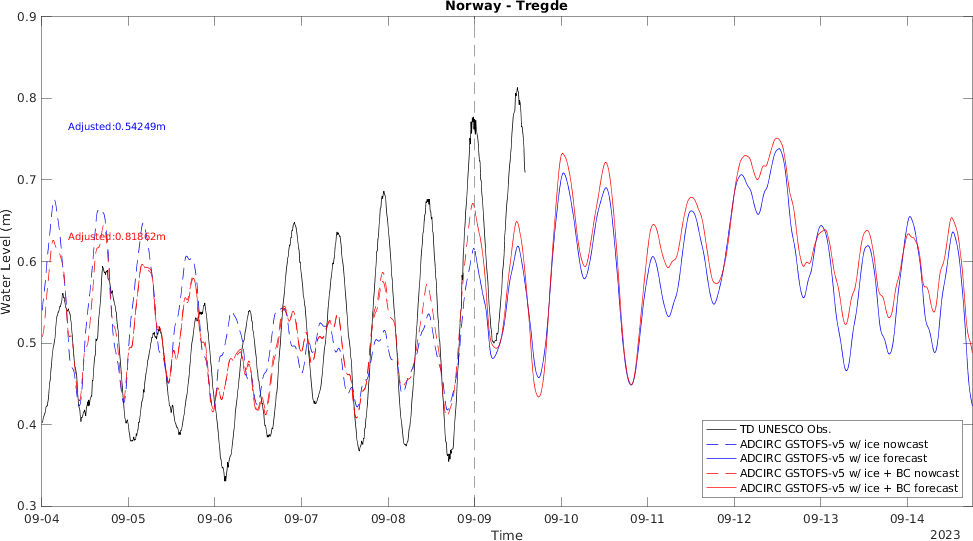 Norway - Tregde
0.9
0.8
0.7
0.6
0.5
0.4
0.3
Water Level (m)
Adjusted:0.54249m
Adjusted:0.81862m
TD UNESCO Obs.
ADCIRC GSTOFS-v5 w/ ice nowcast
ADCIRC GSTOFS-v5 w/ ice forecast
ADCIRC GSTOFS-v5 w/ ice + BC nowcast
ADCIRC GSTOFS-v5 w/ ice + BC forecast
09-04 09-05 09-06 09-07 09-08 09-09 09-10 09-11 09-12 09-13 09-14
Time
2023